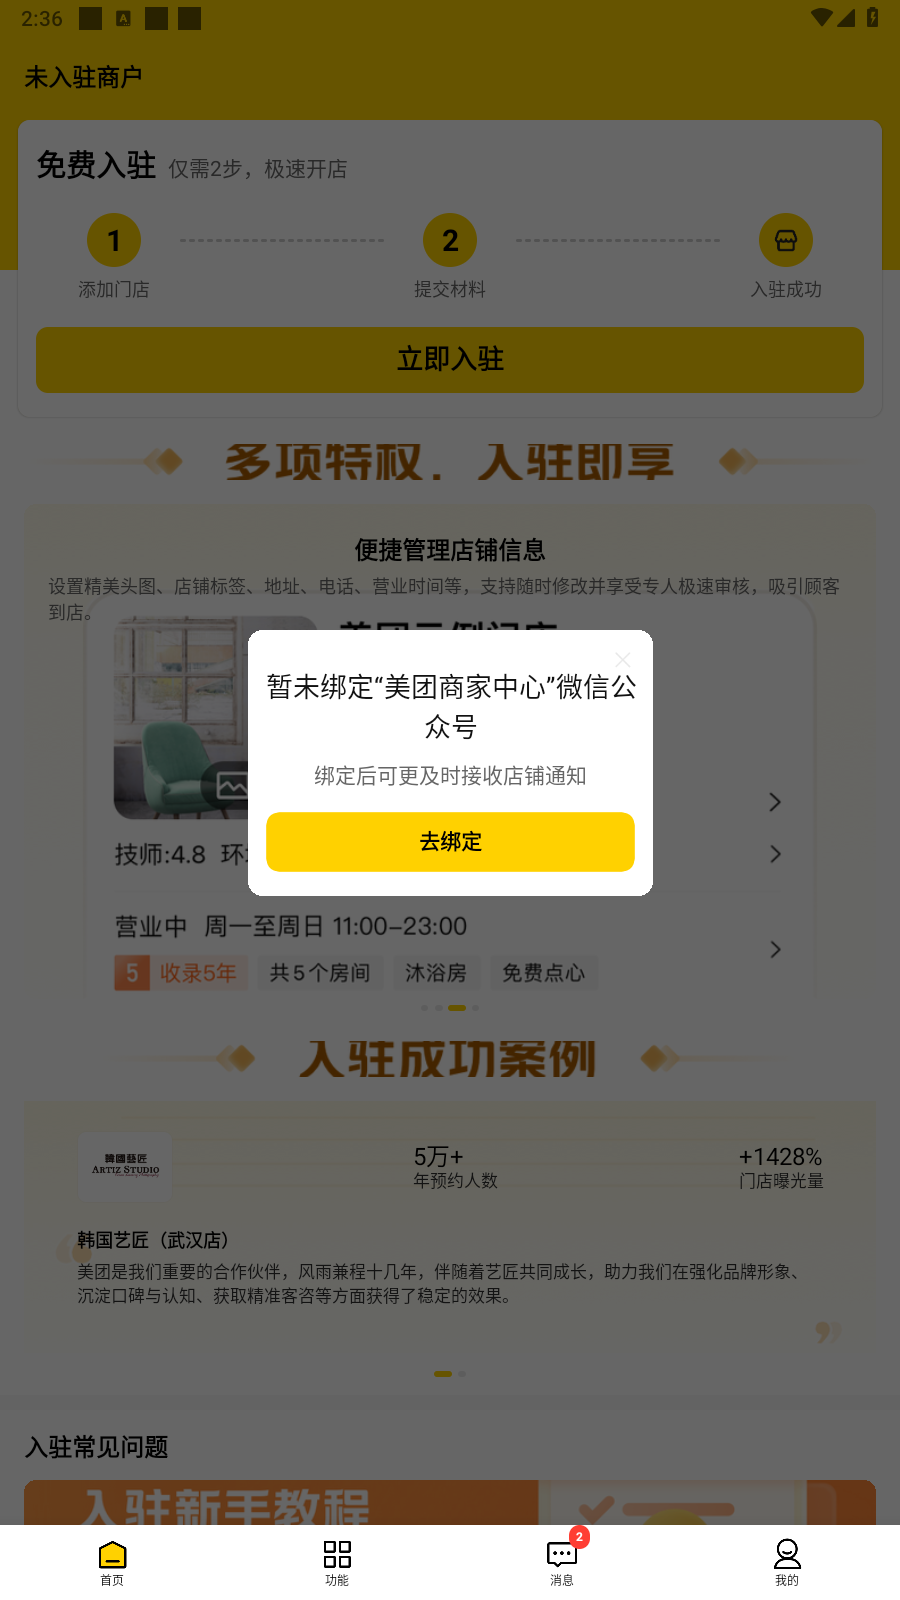 2:36
未入驻商户
免费入驻 仅需2步，极速开店
1
2
添加门店
提交材料
入驻成功
立即入驻
多项特权，入驻即享
便捷管理店铺信息
设置精美头图、店铺标签、地址、电话、营业时间等，支持随时修改并享受专人极速审核，吸引顾客
到店。
暂未绑定“美团商家中心”微信公
众号
绑定后可更及时接收店铺通知
去绑定
技师:4.8 环
营业中 周一至周日 11:00-23:00
5 收录5年 共5个房间 沐浴房 免费点心
入驻成功案例
韓國藝匠
ARTIZ STUDIO
5万+
年预约人数
+1428%
门店曝光量
韩国艺匠（武汉店）
美团是我们重要的合作伙伴，风雨兼程十几年，伴随着艺匠共同成长，助力我们在强化品牌形象、
沉淀口碑与认知、获取精准客咨等方面获得了稳定的效果。
入驻常见问题
入驻新手教程
首页
功能
2
消息
我的